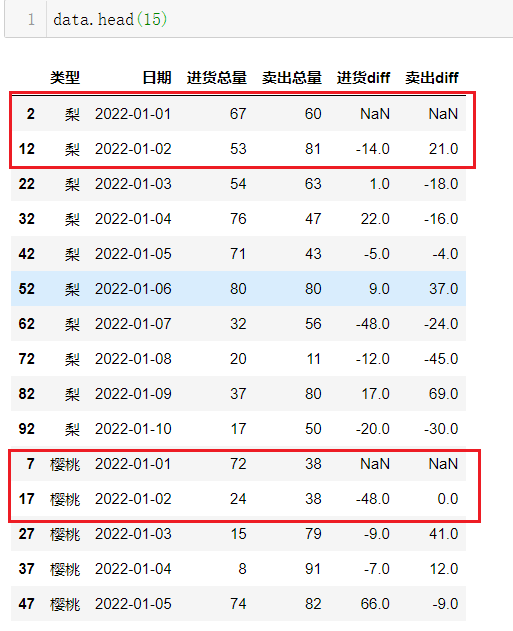 1 data.head(15)
类型 日期 进货总量 卖出总量 进货diff 卖出diff
2 梨 2022-01-01 67 60 NaN NaN
12 梨 2022-01-02 53 81 -14.0 21.0
22 梨 2022-01-03 54 63 1.0 -18.0
32 梨 2022-01-04 76 47 22.0 -16.0
42 梨 2022-01-05 71 43 -5.0 -4.0
52 梨 2022-01-06 80 80 9.0 37.0
62 梨 2022-01-07 32 56 -48.0 -24.0
72 梨 2022-01-08 20 11 -12.0 -45.0
82 梨 2022-01-09 37 80 17.0 69.0
92 梨 2022-01-10 17 50 -20.0 -30.0
7 樱桃 2022-01-01 72 38 NaN NaN
17 樱桃 2022-01-02 24 38 -48.0 0.0
27 樱桃 2022-01-03 15 79 -9.0 41.0
37 樱桃 2022-01-04 8 91 -7.0 12.0
47 樱桃 2022-01-05 74 82 66.0 -9.0